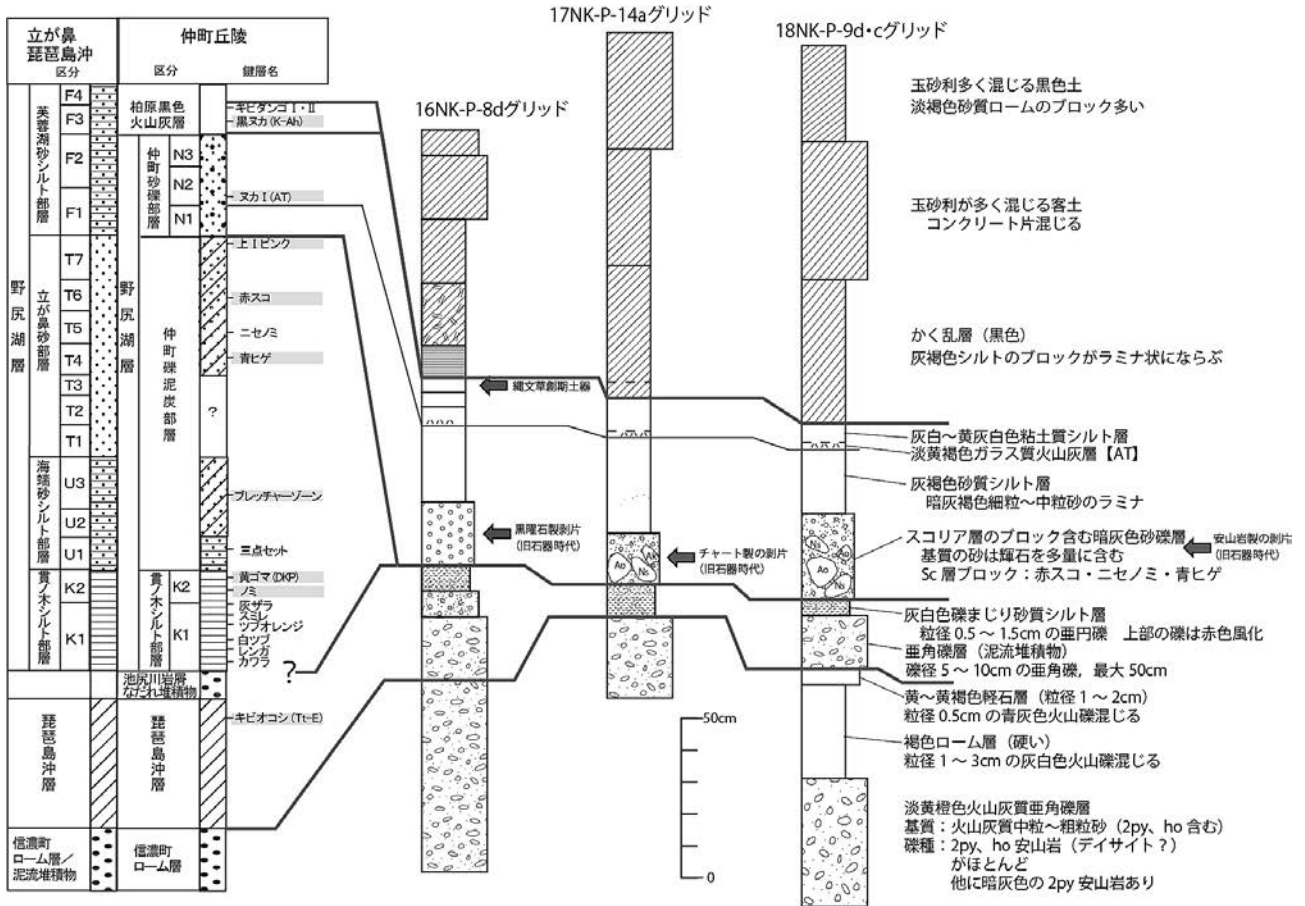 17NK-P-14aグリッド
18NK-P-9d・cグリッド
16NK-P-8dグリッド
立が鼻
琵琶島沖
区分
仲町丘陵
区分
鍵層名
野尻湖層
芙蓉湖砂シルト部層
F4
F3
F2
F1
立が鼻砂部層
T7
T6
T5
T4
T3
T2
T1
海端砂シルト部層
U3
U2
U1
貫ノ木シルト部層
K2
K1
琵琶島沖層
信濃町
ローム層／
泥流堆積物
柏原黒色
火山灰層
野尻湖層
仲町砂礫部層
N3
N2
N1
仲町礫泥炭部層
貫ノ木シルト部層
K2
K1
池尻川岩屑
なだれ堆積物
琵琶島沖層
信濃町
ローム層
キビダンゴⅠ・Ⅱ
黒ヌカ(K-Ah)
ヌカⅠ(AT)
上Ⅰピンク
赤スコ
ニセノミ
青ヒゲ
?
ブレッチャーゾーン
三点セット
黄ゴマ(DKP)
ノミ
灰ザラ
スミレ
ツブオレンジ
白ツブ
レンガ
カワラ
?
キビオコシ(Tt-E)
縄文草創期土器
黒曜石製剥片
(旧石器時代)
チャート製の剥片
(旧石器時代)
Ao
Ns
Ao
Ns
50cm
0
玉砂利多く混じる黒色土
淡褐色砂質ロームのブロック多い
玉砂利が多く混じる客土
コンクリート片混じる
かく乱層（黒色）
灰褐色シルトのブロックがラミナ状にならぶ
灰白～黄灰白色粘土質シルト層
淡黄褐色ガラス質火山灰層【AT】
灰褐色砂質シルト層
暗灰褐色細粒～中粒砂のラミナ
スコリア層のブロック含む暗灰色砂礫層
基質の砂は輝石を多量に含む
Sc 層ブロック：赤スコ・ニセノミ・青ヒゲ
安山岩製の剥片
(旧石器時代)
灰白色礫まじり砂質シルト層
粒径 0.5 ～ 1.5cm の亜円礫　上部の礫は赤色風化
亜角礫層（泥流堆積物）
礫径 5 ～ 10cm の亜角礫，最大 50cm
黄～黄褐色軽石層（粒径 1 ～ 2cm）
粒径 0.5cm の青灰色火山礫混じる
褐色ローム層（硬い）
粒径 1 ～ 3cm の灰白色火山礫混じる
淡黄橙色火山灰質亜角礫層
基質：火山灰質中粒～粗粒砂（2py、ho 含む）
礫種：2py、ho 安山岩（デイサイト？）
がほとんど
他に暗灰色の 2py 安山岩あり